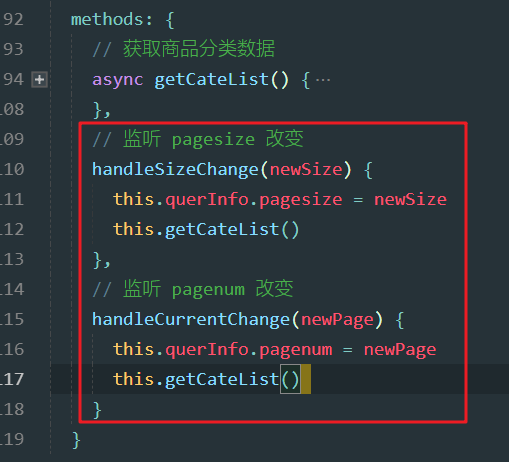 92 methods: {
93 // 获取商品分类数据
94 async getCateList() { ...
108 },
109 // 监听 pagesize 改变
110 handleSizeChange(newSize) {
111 this.querInfo.pagesize = newSize
112 this.getCateList()
113 },
114 // 监听 pagenum 改变
115 handleCurrentChange(newPage) {
116 this.querInfo.pagenum = newPage
117 this.getCateList()
118 }
119 }